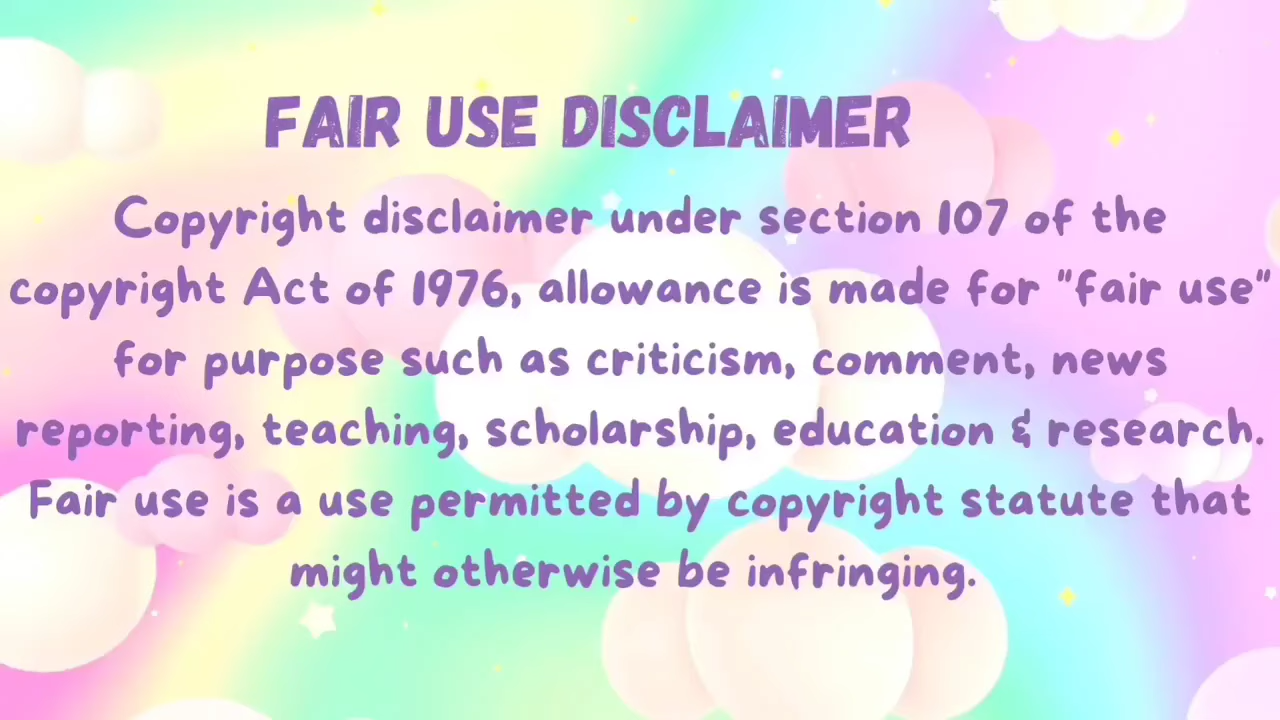 FAIR USE DISCLAIMER
Copyright disclaimer under section 107 of the
copyright Act of 1976, allowance is made for "fair use"
for purpose such as criticism, comment, news
reporting, teaching, scholarship, education & research.
Fair use is a use permitted by copyright statute that
might otherwise be infringing.